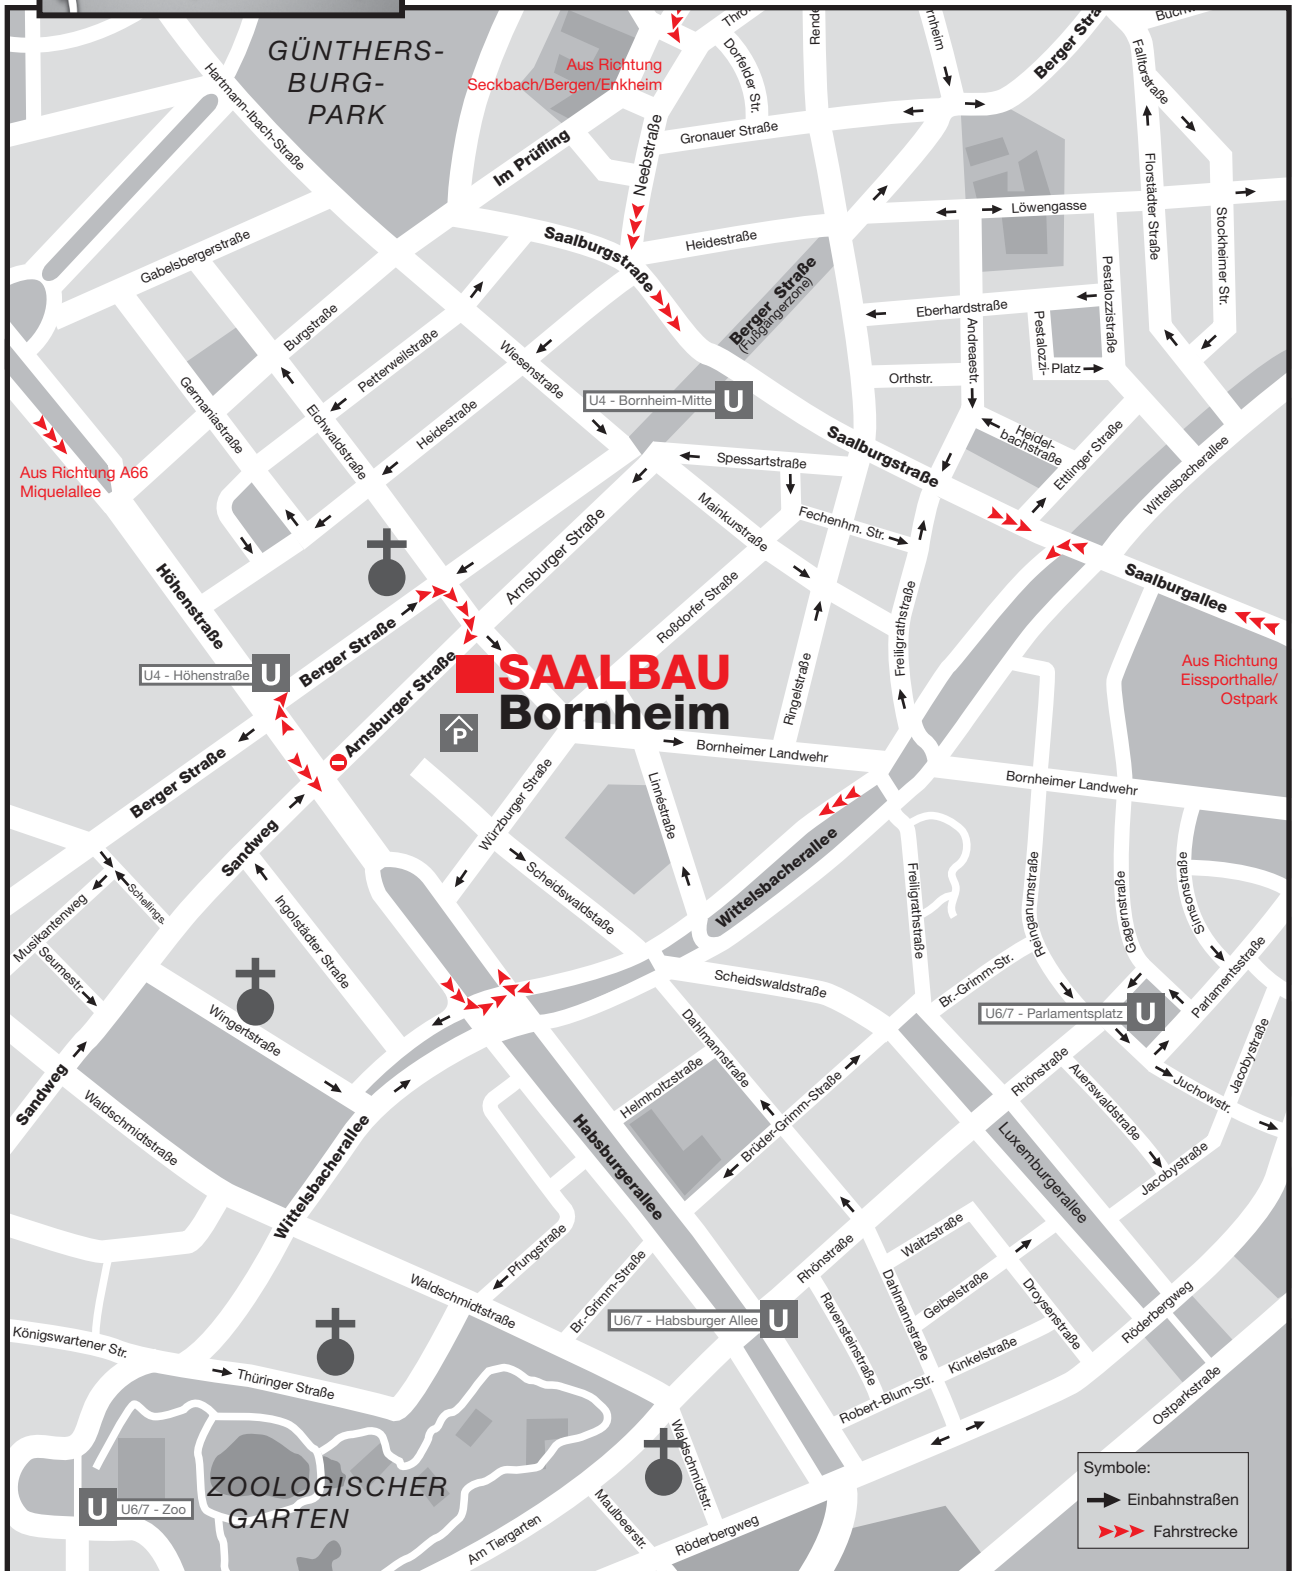 GÜNTHERS-
BURG-
PARK
Hartmann-Ibach-Straße
Aus Richtung
Seckbach/Bergen/Enkheim
Dorfelder Str.
Berger Straße
Falltorstraße
Im Prüfling
Neebstraße
Gronauer Straße
Löwengasse
Florstädter Straße
Stockheimer Str.
Gabelsbergerstraße
Saalburgstraße
Heidestraße
Berger Straße
(Fußgängerzone)
Eberhardstraße
Andreaestr.
Pestalozzistraße
Pestalozzi-
Platz
Orthstr.
Burgstraße
Petterweilstraße
Wiesenstraße
Germaniastraße
Eichwaldstraße
Heidestraße
U4 - Bornheim-Mitte
U
Saalburgstraße
Heidel-
bachstraße
Ettlinger Straße
Wittelsbacherallee
Aus Richtung A66
Miquelallee
Spessartstraße
Mainkurstraße
Fechenhm. Str.
Arnsburger Straße
Roßdorfer Straße
Freiligrathstraße
Saalburgallee
Höhenstraße
Berger Straße
U4 - Höhenstraße
U
Arnsburger Straße
SAALBAU
Bornheim
P
Ringelstraße
Aus Richtung
Eissporthalle/
Ostpark
Bornheimer Landwehr
Bornheimer Landwehr
Berger Straße
Sandweg
Würzburger Straße
Linnéstraße
Scheidswaldstaße
Wittelsbacherallee
Freiligrathstraße
Reinganumstraße
Gagernstraße
Simsonstraße
Musikantenweg
Schellings.
Seumestr.
Ingolstädter Straße
Wingertstraße
Scheidswaldstraße
Br.-Grimm-Str.
Parlamentsstraße
U6/7 - Parlamentsplatz
U
Dahlmannstraße
Helmholtzstraße
Brüder-Grimm-Straße
Rhönstraße
Auerswaldstraße
Juchowstr.
Jacobystraße
Jacobystraße
Sandweg
Waldschmidtstraße
Wittelsbacherallee
Habsburgerallee
Luxemburgerallee
Pfungstraße
Br.-Grimm-Straße
Waldschmidtstraße
Rhönstraße
Waitzstraße
Geibelstraße
Dahlmannstraße
Ravensteinstraße
Droysenstraße
Kinkelstraße
Robert-Blum-Str.
Röderbergweg
Ostparkstraße
U6/7 - Habsburger Allee
U
Königswartener Str.
Thüringer Straße
Waldschmidtstr.
ZOOLOGISCHER
GARTEN
U
U6/7 - Zoo
Am Tiergarten
Maulbeerstr.
Röderbergweg
Symbole:
Einbahnstraßen
Fahrstrecke